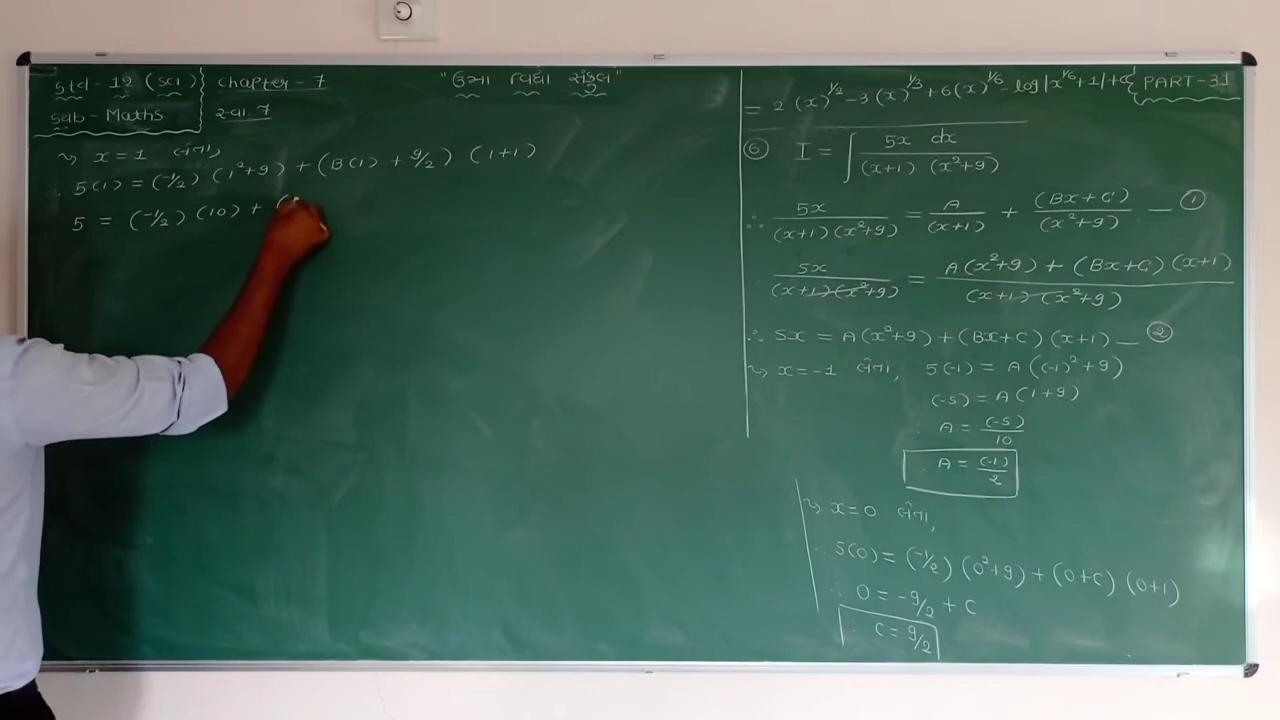 Std - 12 (sci) chapter - 7 "ઉગ્મા વિદ્યા સંકુલ" PART-31
Sub - Maths સ્વા. 7
→ x = 1 લેતા,
∴ 5(1) = (-1/2) (1²+9) + (B(1) + 9/2) (1+1)
5 = (-1/2) (10) + (
= 2 (x)^1/2 - 3 (x)^1/3 + 6(x)^1/6 - log|x^1/6 + 1| + c
⑥ I = ∫ 5x dx / (x+1) (x²+9)
∴ 5x / (x+1) (x²+9) = A / (x+1) + (Bx+C) / (x²+9) — ①
5x / (x+1)(x²+9) = A(x²+9) + (Bx+C) (x+1) / (x+1) (x²+9)
∴ 5x = A(x²+9) + (Bx+C) (x+1) — ②
→ x = -1 લેતા, 5(-1) = A((-1)²+9)
(-5) = A(1+9)
A = (-5) / 10
A = (-1) / 2
→ x = 0 લેતા,
∴ 5(0) = (-1/2) (0²+9) + (0+C) (0+1)
∴ 0 = -9/2 + C
∴ C = 9/2